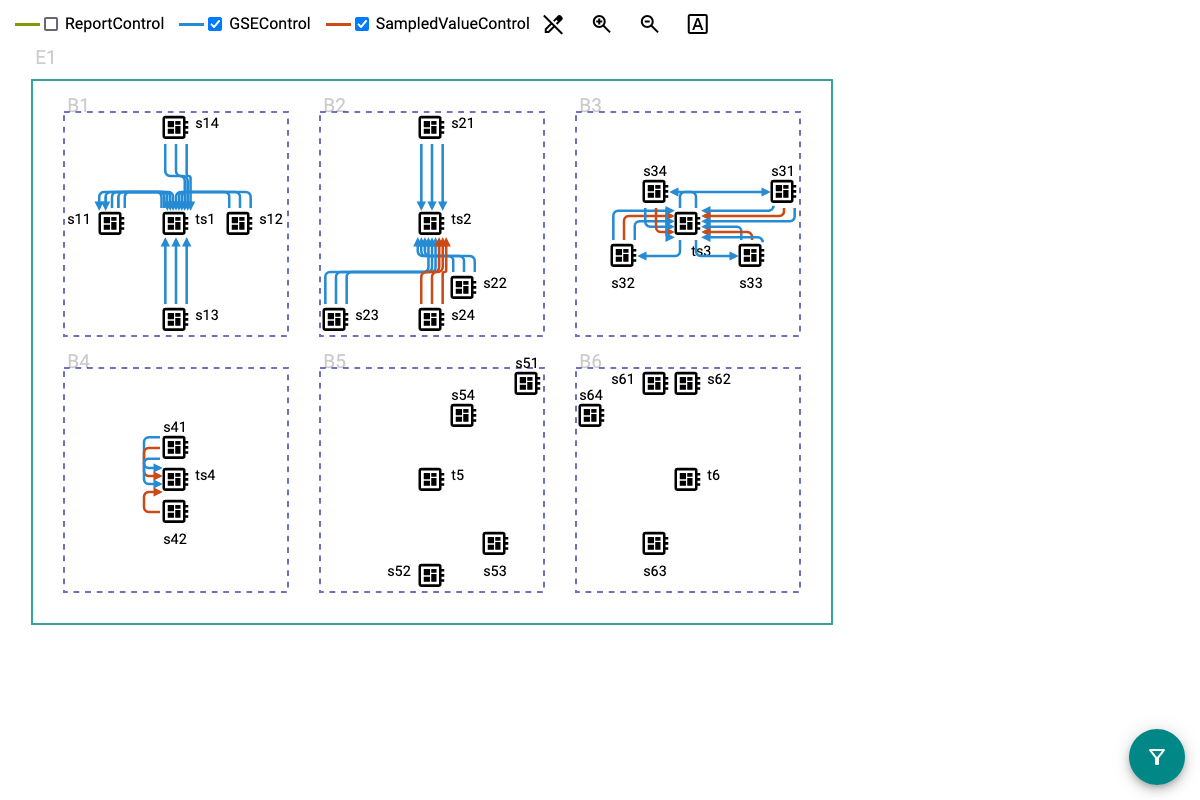 ReportControl GSEControl SampledValueControl A
E1
B1 B2 B3
s14 s21
s34 s31
s11 ts1 s12 ts2 ts3
s32 s33
s22
s13 s23 s24
B4 B5 B6
s51
s61 s62
s54 s64
s41
ts4 t5 t6
s42
s52 s53 s63